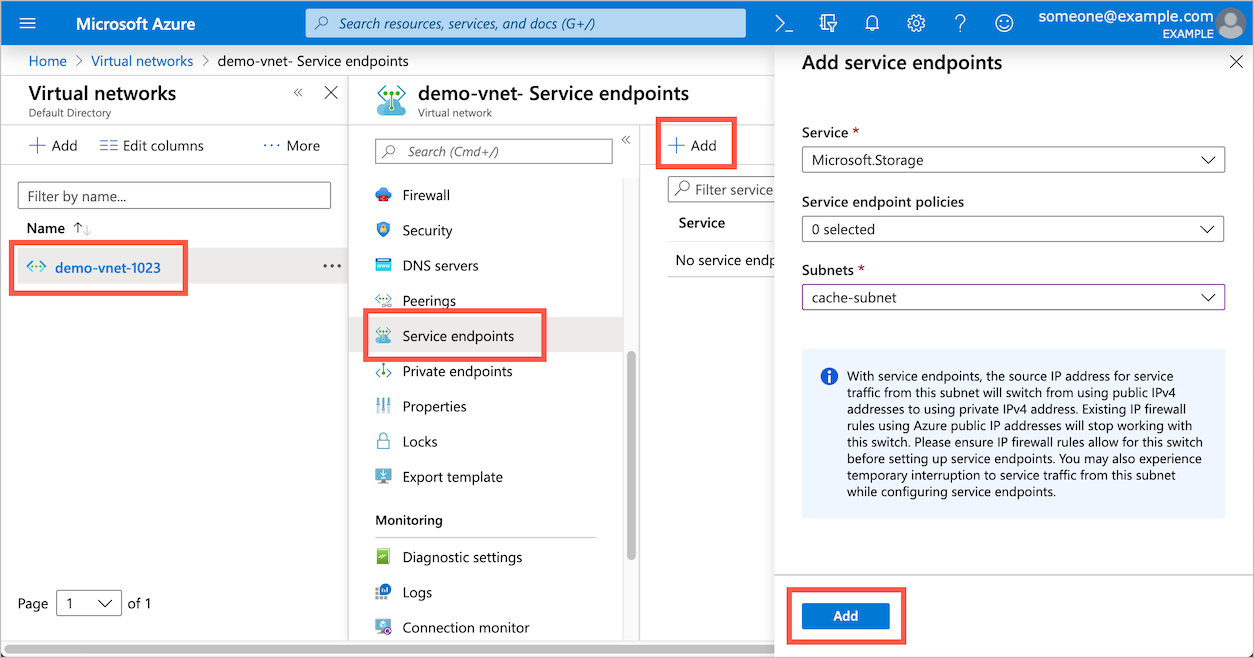 Microsoft Azure
Search resources, services, and docs (G+/)
someone@example.com
EXAMPLE
Home > Virtual networks > demo-vnet- Service endpoints
Virtual networks
Default Directory
+ Add
Edit columns
··· More
Filter by name...
Name ↑↓
demo-vnet-1023
Page 1 of 1
demo-vnet- Service endpoints
Virtual network
Search (Cmd+/)
Firewall
Security
DNS servers
Peerings
Service endpoints
Private endpoints
Properties
Locks
Export template
Monitoring
Diagnostic settings
Logs
Connection monitor
+ Add
Filter service
Service
No service endp
Add service endpoints
Service *
Microsoft.Storage
Service endpoint policies
0 selected
Subnets *
cache-subnet
With service endpoints, the source IP address for service
traffic from this subnet will switch from using public IPv4
addresses to using private IPv4 address. Existing IP firewall
rules using Azure public IP addresses will stop working with
this switch. Please ensure IP firewall rules allow for this switch
before setting up service endpoints. You may also experience
temporary interruption to service traffic from this subnet
while configuring service endpoints.
Add